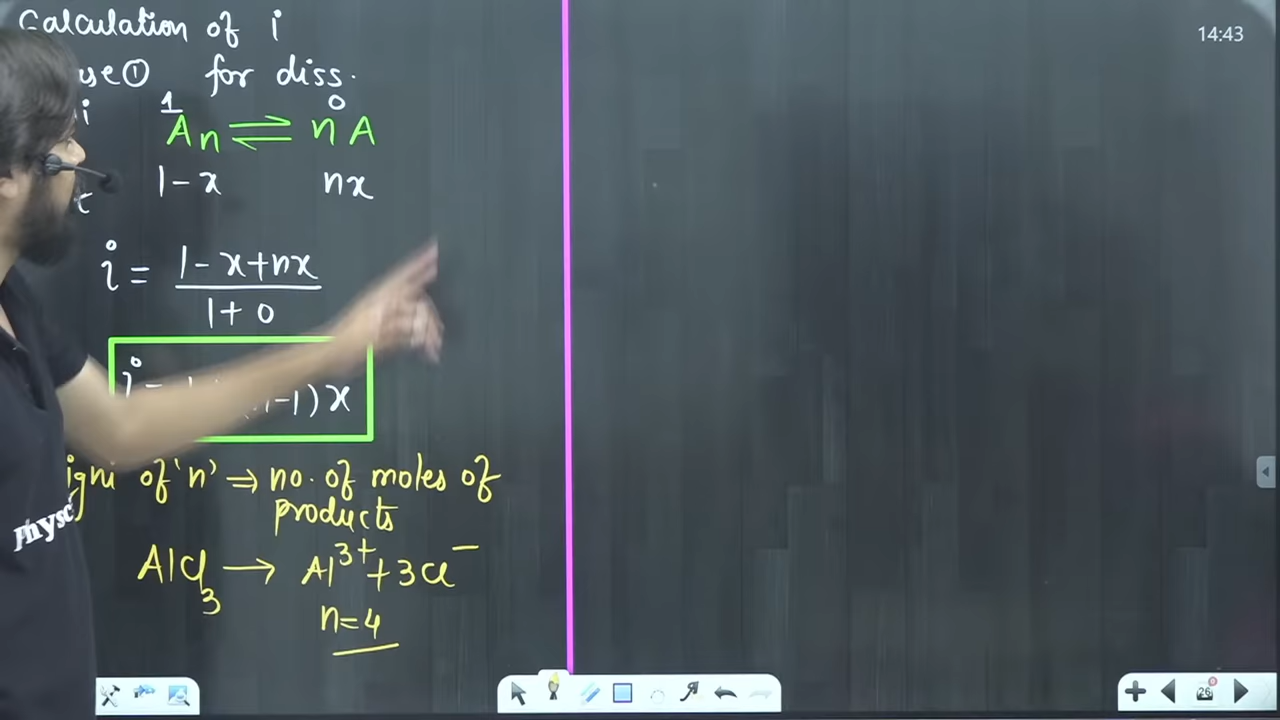 Calculation of i
① for diss.
i 1 0
An ⇌ nA
1-x nx
i = (1-x+nx)/(1+0)
x
of 'n' ⇒ no. of moles of
products
AlCl3 → Al³⁺ + 3Cl⁻
n=4
14:43
26